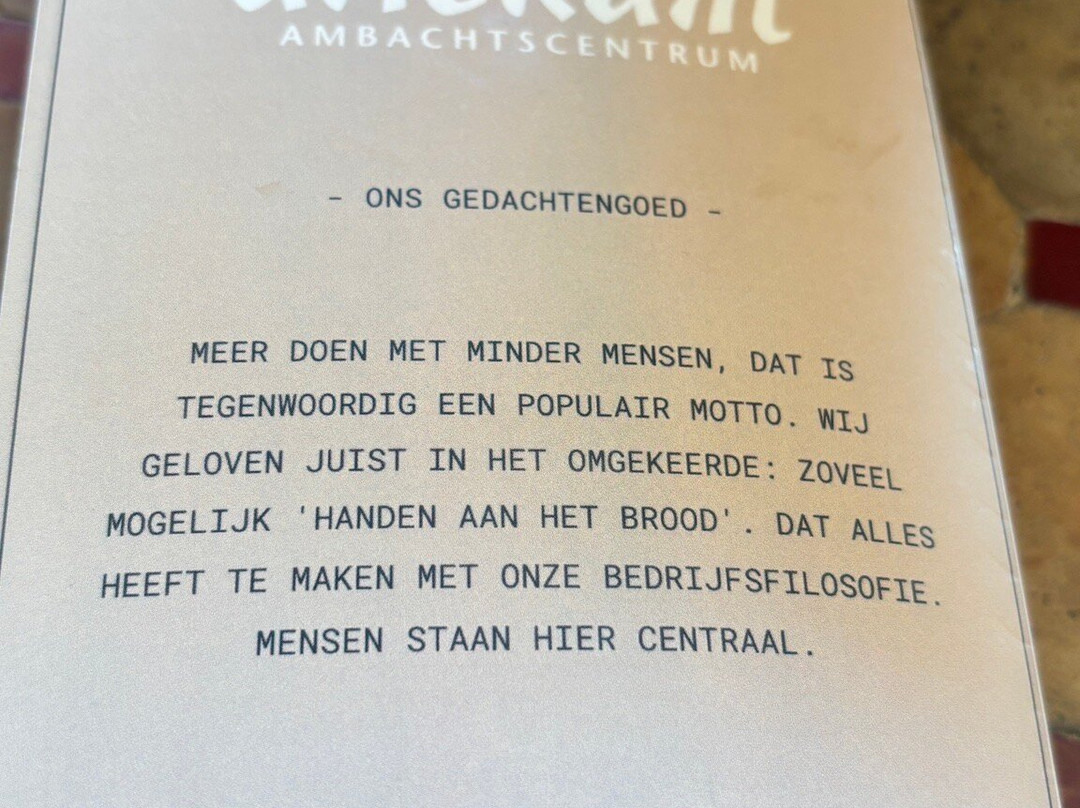 AMBACHTSCENTRUM
- ONS GEDACHTENGOED -
MEER DOEN MET MINDER MENSEN, DAT IS
TEGENWOORDIG EEN POPULAIR MOTTO. WIJ
GELOVEN JUIST IN HET OMGEKEERDE: ZOVEEL
MOGELIJK 'HANDEN AAN HET BROOD'. DAT ALLES
HEEFT TE MAKEN MET ONZE BEDRIJFSFILOSOFIE.
MENSEN STAAN HIER CENTRAAL.